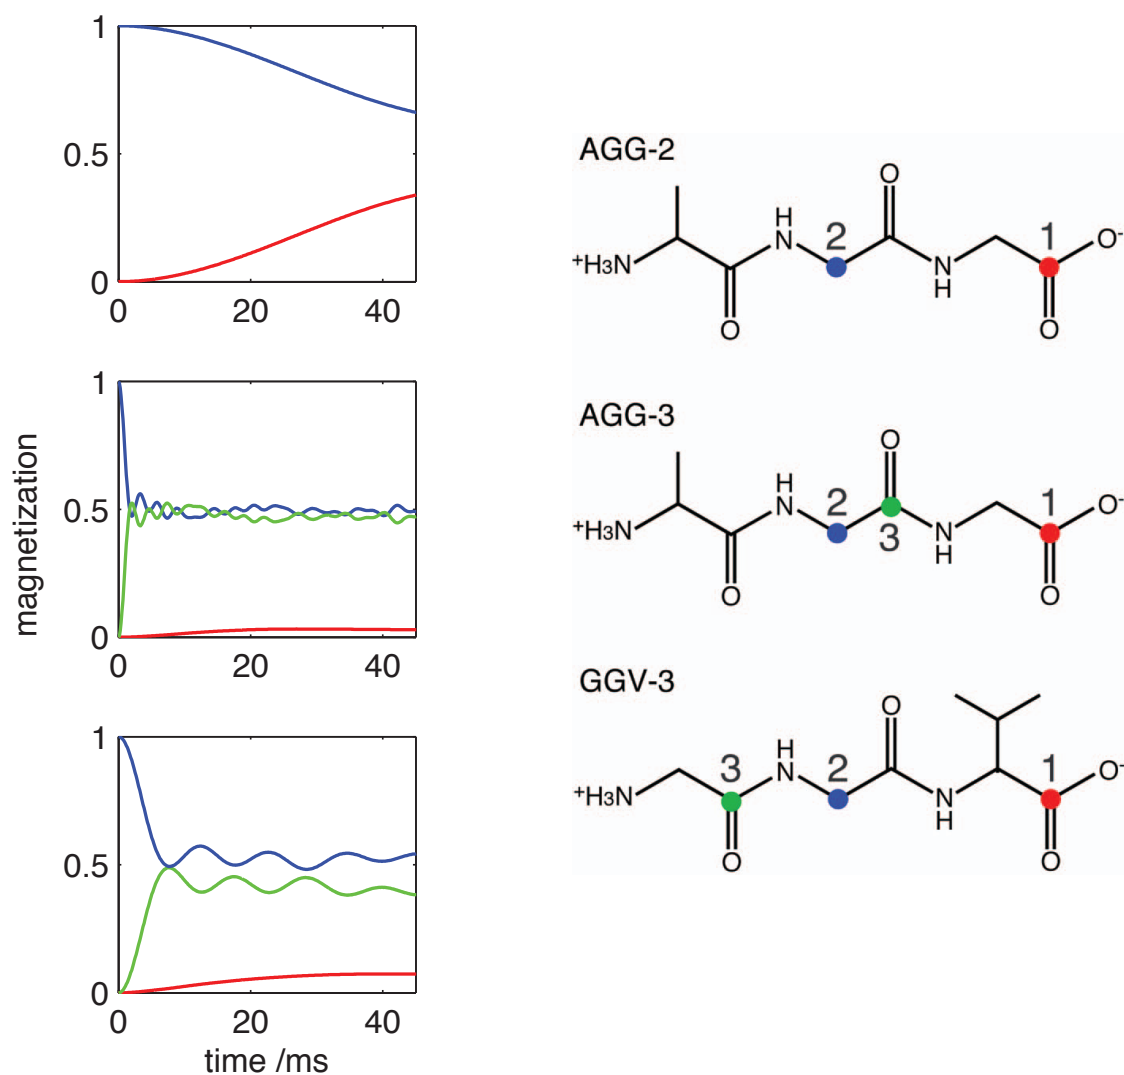 1
0.5
0
0 20 40
1
0.5
0
0 20 40
1
0.5
0
0 20 40
magnetization
time /ms
AGG-2
O
H
N 2 1 O-
+H3N N
H
O O
AGG-3
O
H
N 2 1 O-
+H3N 3 N
H
O O
GGV-3
O
H
3 N 2 1 O-
+H3N N
H
O O